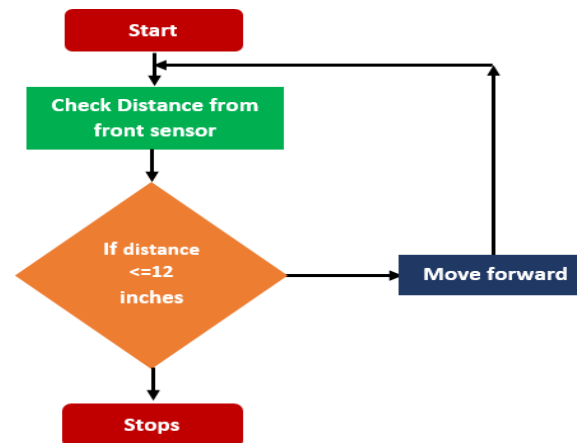 Start
Check Distance from
front sensor
If distance
<=12
inches
Move forward
Stops